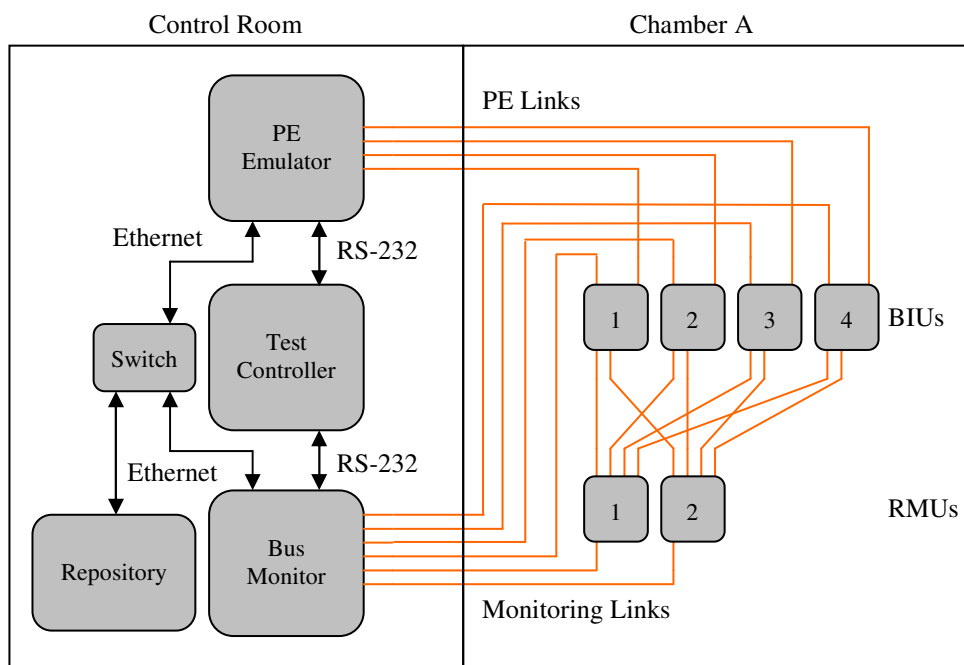 Control Room
Chamber A
PE Links
PE
Emulator
Ethernet
RS-232
1
2
3
4
BIUs
Switch
Test
Controller
Ethernet
RS-232
1
2
RMUs
Repository
Bus
Monitor
Monitoring Links